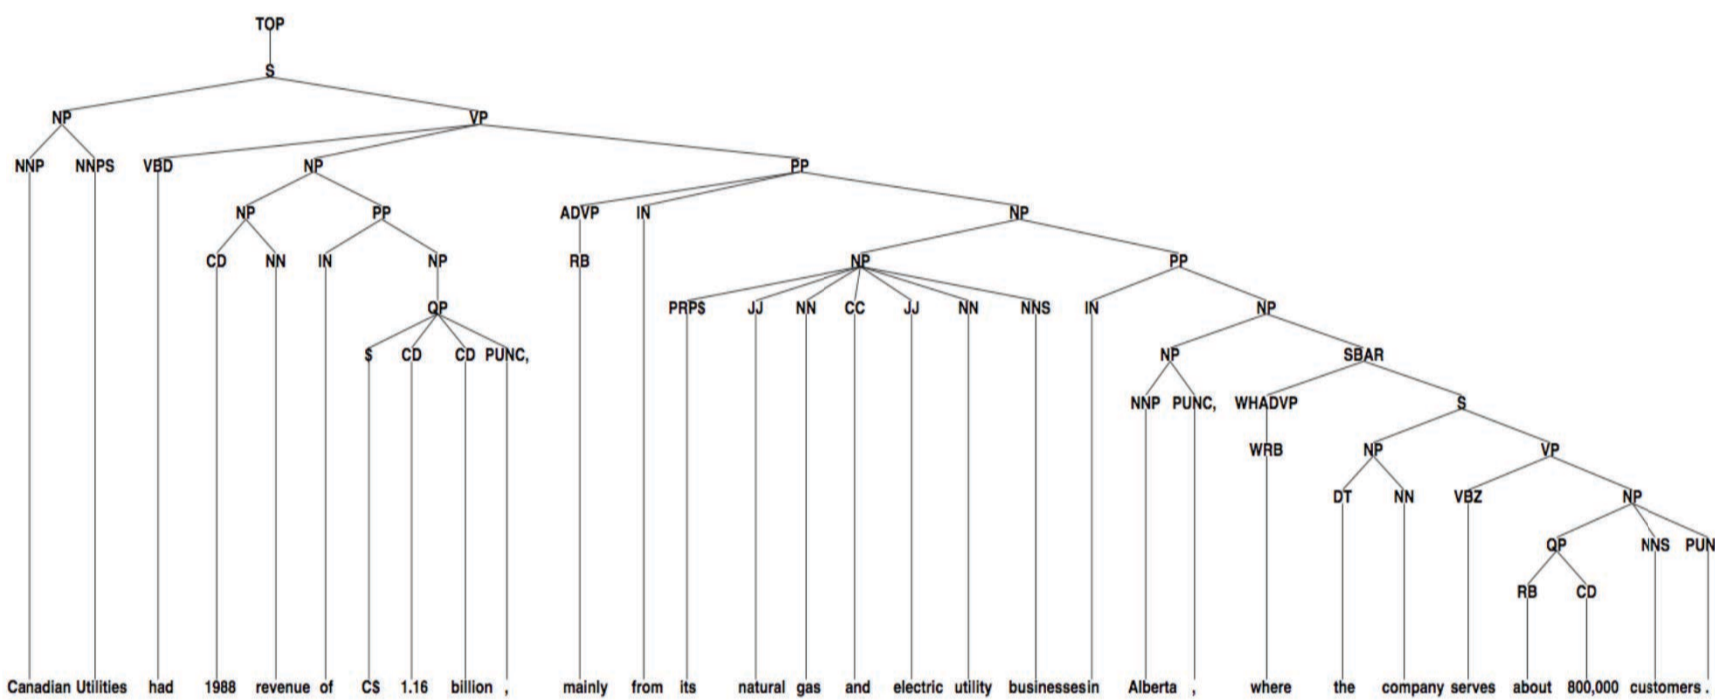 TOP
S
NP VP
NNP NNPS VBD NP PP
NP PP ADVP IN NP
CD NN IN NP RB NP PP
QP PRP$ JJ NN CC JJ NN NNS IN NP
$ CD CD PUNC, NP SBAR
NNP PUNC, WHADVP S
WRB NP VP
DT NN VBZ NP
QP NNS PUN
RB CD
Canadian Utilities had 1988 revenue of C$ 1.16 billion , mainly from its natural gas and electric utility businesses in Alberta , where the company serves about 800,000 customers .